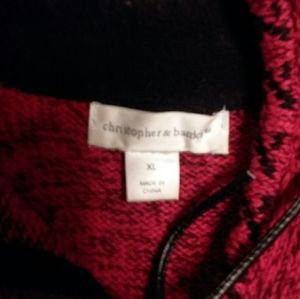 christopher & banks
XL
MADE IN
CHINA